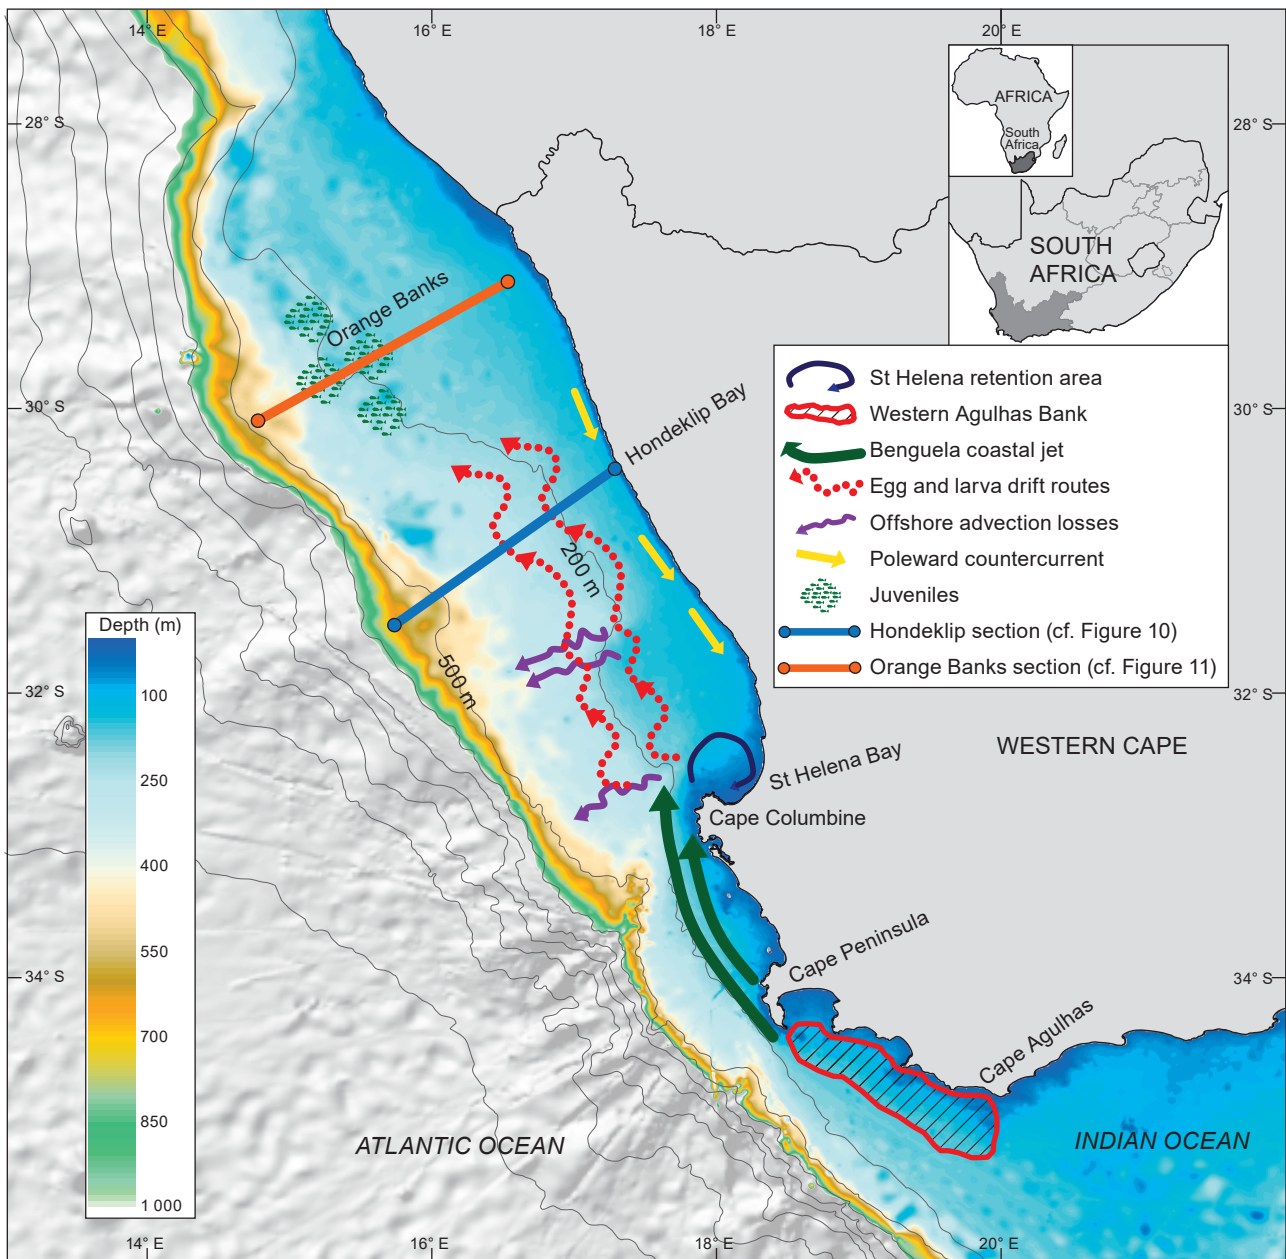 14° E
16° E
18° E
20° E
28° S
28° S
30° S
30° S
32° S
32° S
34° S
34° S
14° E
16° E
18° E
20° E
AFRICA
South
Africa
SOUTH
AFRICA
St Helena retention area
Western Agulhas Bank
Benguela coastal jet
Egg and larva drift routes
Offshore advection losses
Poleward countercurrent
Juveniles
Hondeklip section (cf. Figure 10)
Orange Banks section (cf. Figure 11)
Orange Banks
Hondeklip Bay
200 m
500 m
WESTERN CAPE
St Helena Bay
Cape Columbine
Cape Peninsula
Cape Agulhas
ATLANTIC OCEAN
INDIAN OCEAN
Depth (m)
100
250
400
550
700
850
1 000